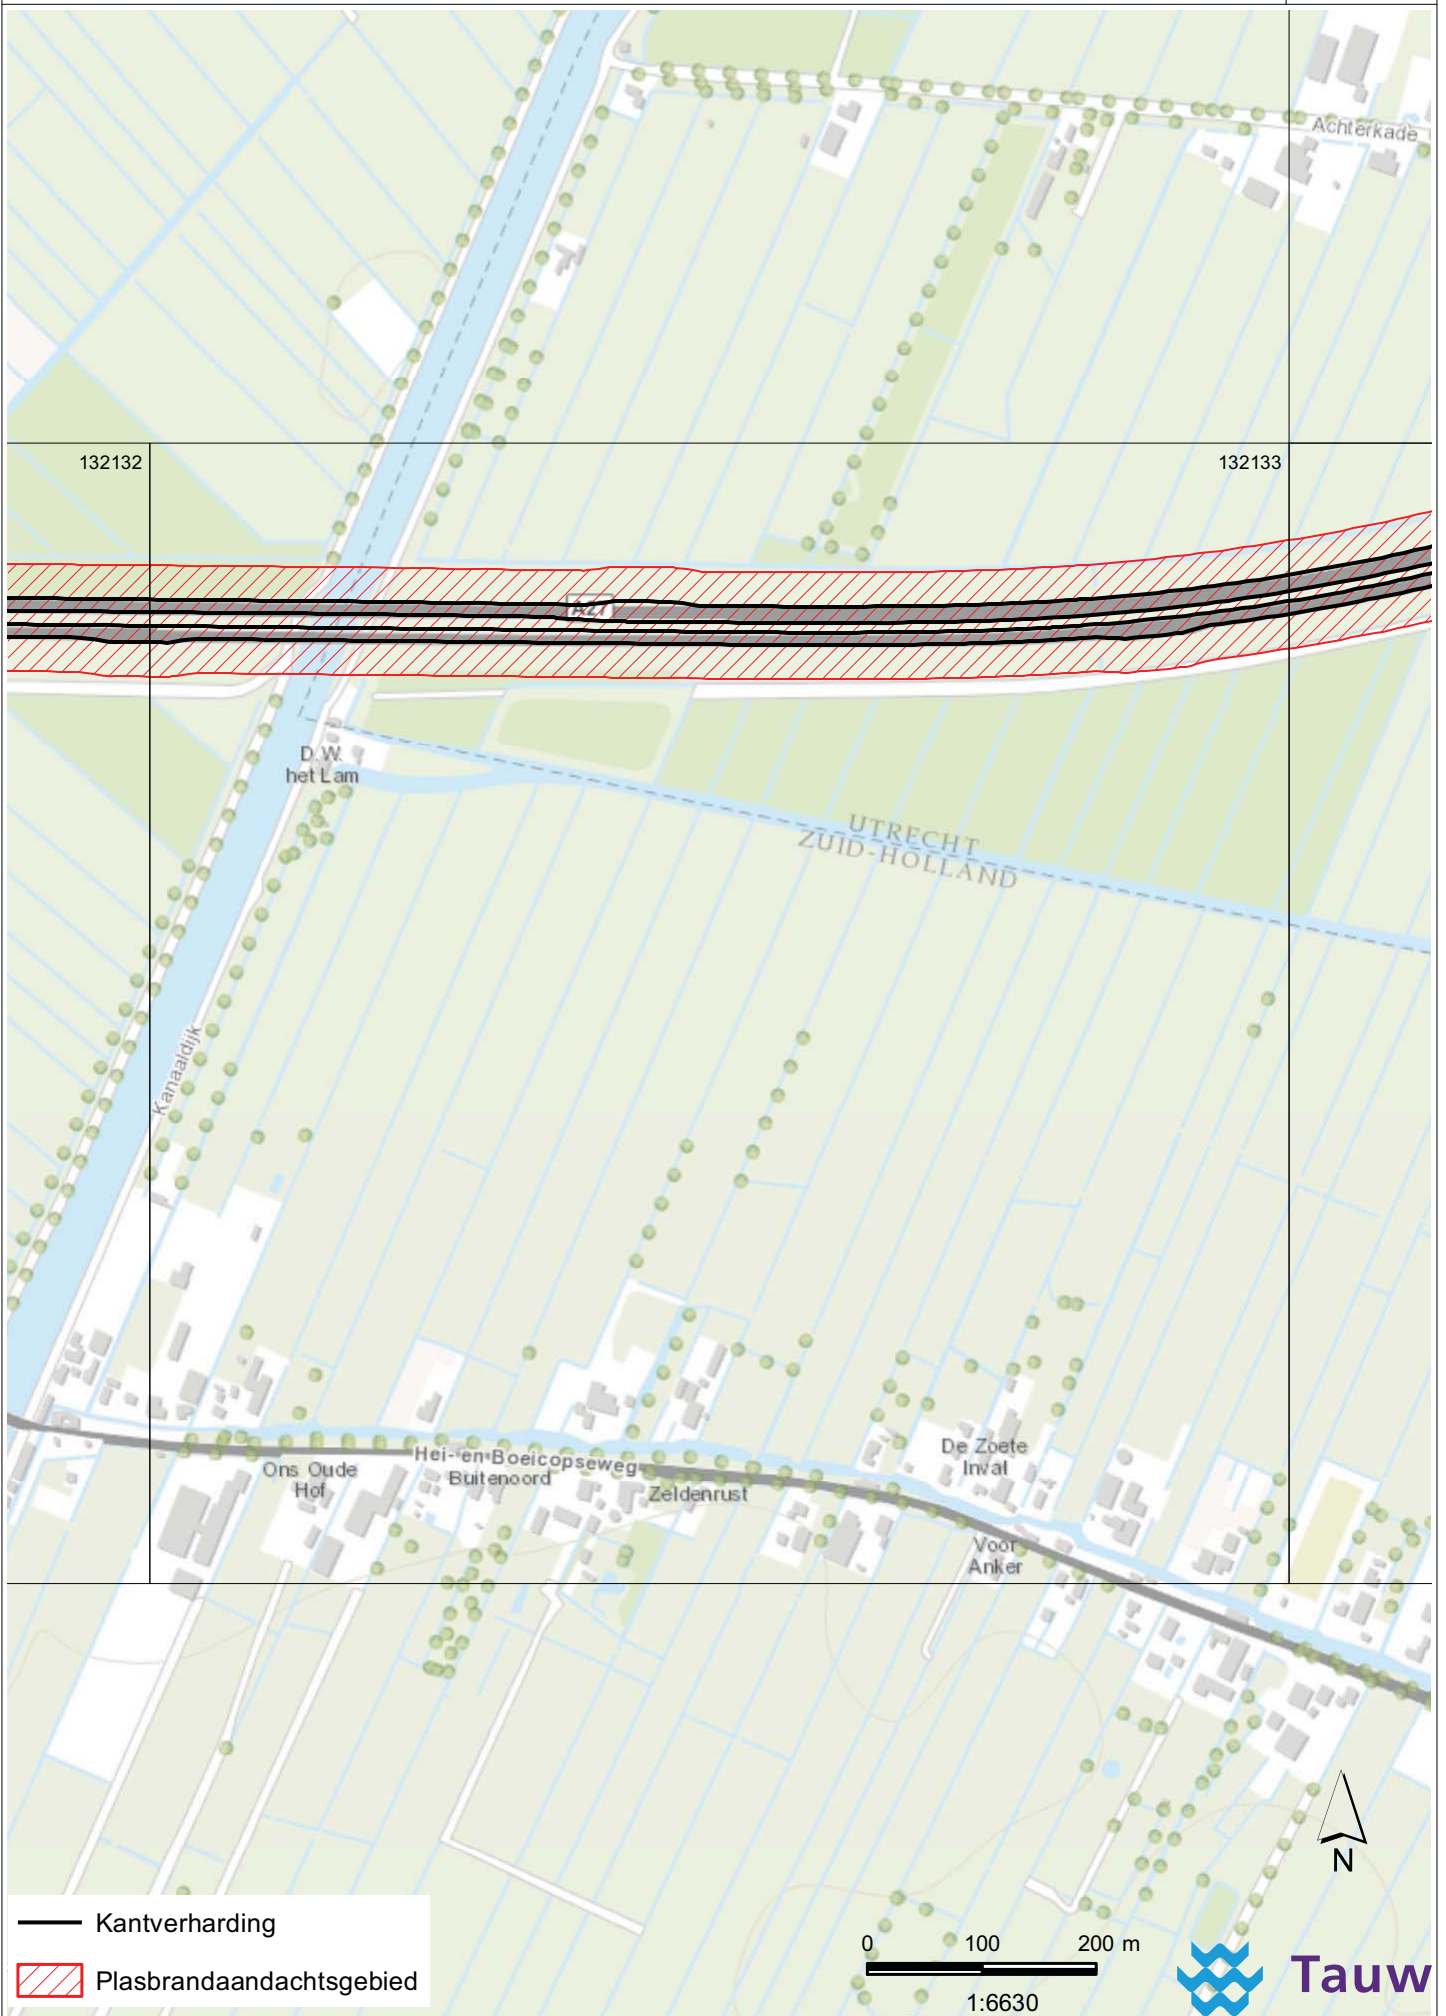 Achterkade
132132
132133
A27
D.W.
het Lam
UTRECHT
ZUID-HOLLAND
Kanaaldijk
De Zoete
Inval
Hei- en Boeicopseweg
Ons Oude
Hof
Buitenoord
Zeldenrust
Voor
Anker
N
Kantverharding
Plasbrandaandachtsgebied
0 100 200 m
1:6630
Tauw